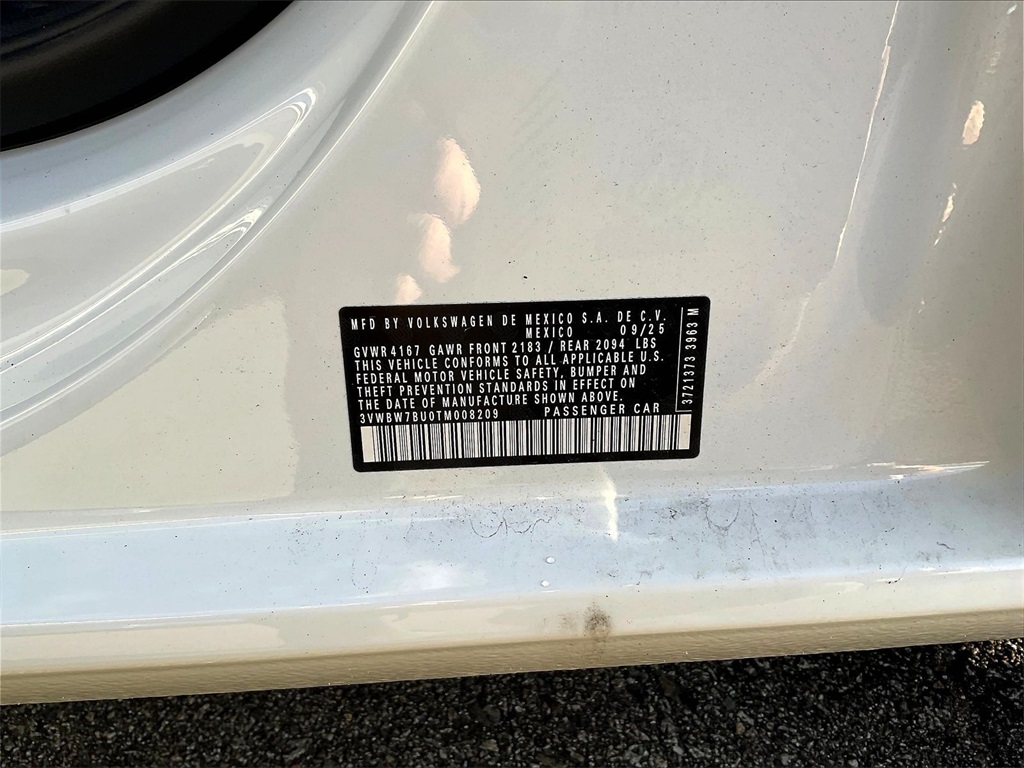 MFD BY VOLKSWAGEN DE MEXICO S.A. DE C.V.
MEXICO 09/25
GVWR 4167 GAWR FRONT 2183 / REAR 2094 LBS
THIS VEHICLE CONFORMS TO ALL APPLICABLE U.S.
FEDERAL MOTOR VEHICLE SAFETY, BUMPER AND
THEFT PREVENTION STANDARDS IN EFFECT ON
THE DATE OF MANUFACTURE SHOWN ABOVE.
3VWBW7BU0TM008209 PASSENGER CAR
3721373 3963 M